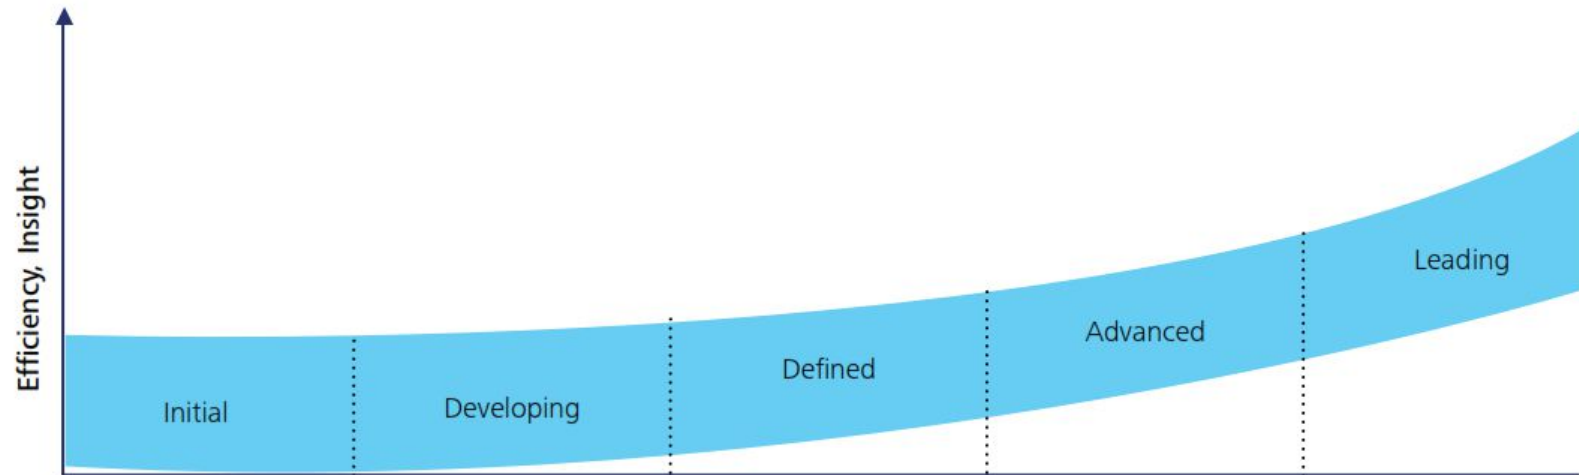 Efficiency, Insight
Initial
Developing
Defined
Advanced
Leading